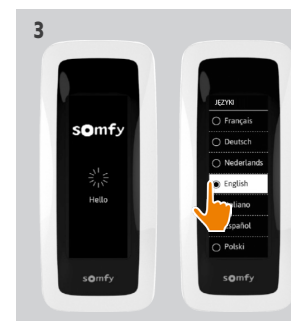 3
somfy
Hello
somfy
JĘZYKI
Français
Deutsch
Nederlands
English
Español
Polski
somfy